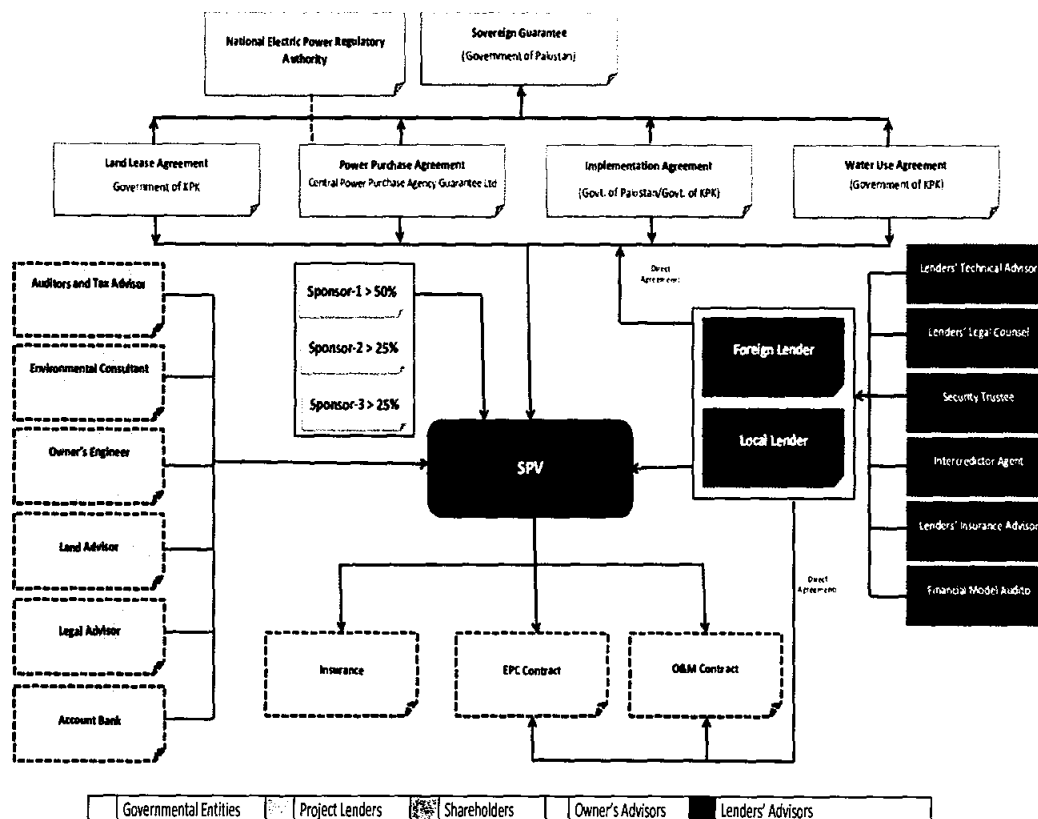 National Electric Power Regulatory
Authority
Sovereign Guarantee
(Government of Pakistan)
Land Lease Agreement
Government of KPK
Power Purchase Agreement
Central Power Purchase Agency Guarantee Ltd
Implementation Agreement
(Govt. of Pakistan/Govt. of KPK)
Water Use Agreement
(Government of KPK)
Auditors and Tax Advisor
Environmental Consultant
Owner's Engineer
Land Advisor
Legal Advisor
Account Bank
Sponsor-1 > 50%
Sponsor-2 > 25%
Sponsor-3 > 25%
Direct
Agreement
Foreign Lender
Local Lender
SPV
Lenders' Technical Advisor
Lenders' Legal Counsel
Security Trustee
Intercredictor Agent
Lenders' Insurance Advisor
Financial Model Audito
Direct
Agreement
Insurance
EPC Contract
O&M Contract
Governmental Entities
Project Lenders
Shareholders
Owner's Advisors
Lenders' Advisors